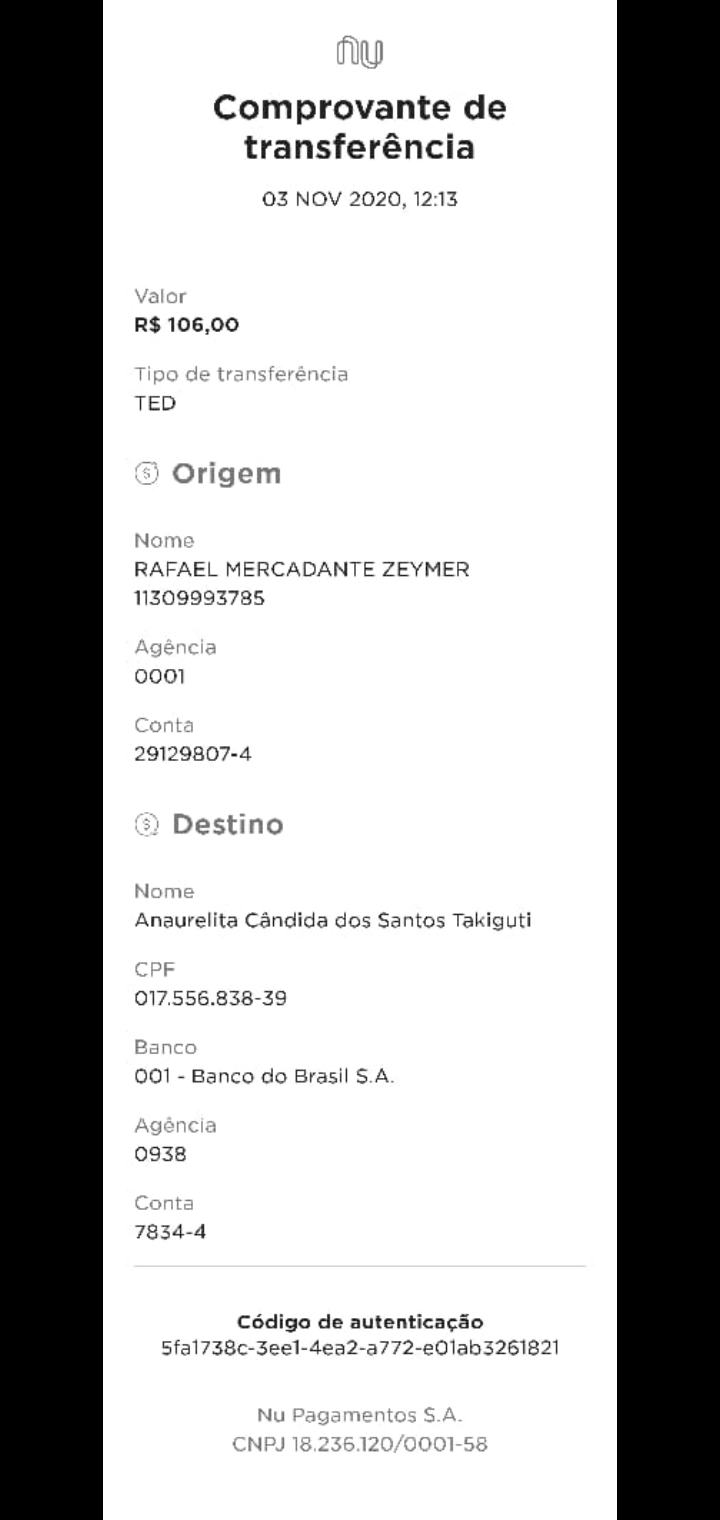 nu
Comprovante de
transferência
03 NOV 2020, 12:13
Valor
R$ 106,00
Tipo de transferência
TED
Origem
Nome
RAFAEL MERCADANTE ZEYMER
11309993785
Agência
0001
Conta
29129807-4
Destino
Nome
Anaurelita Cândida dos Santos Takiguti
CPF
017.556.838-39
Banco
001 - Banco do Brasil S.A.
Agência
0938
Conta
7834-4
Código de autenticação
5fa1738c-3ee1-4ea2-a772-e01ab3261821
Nu Pagamentos S.A.
CNPJ 18.236.120/0001-58